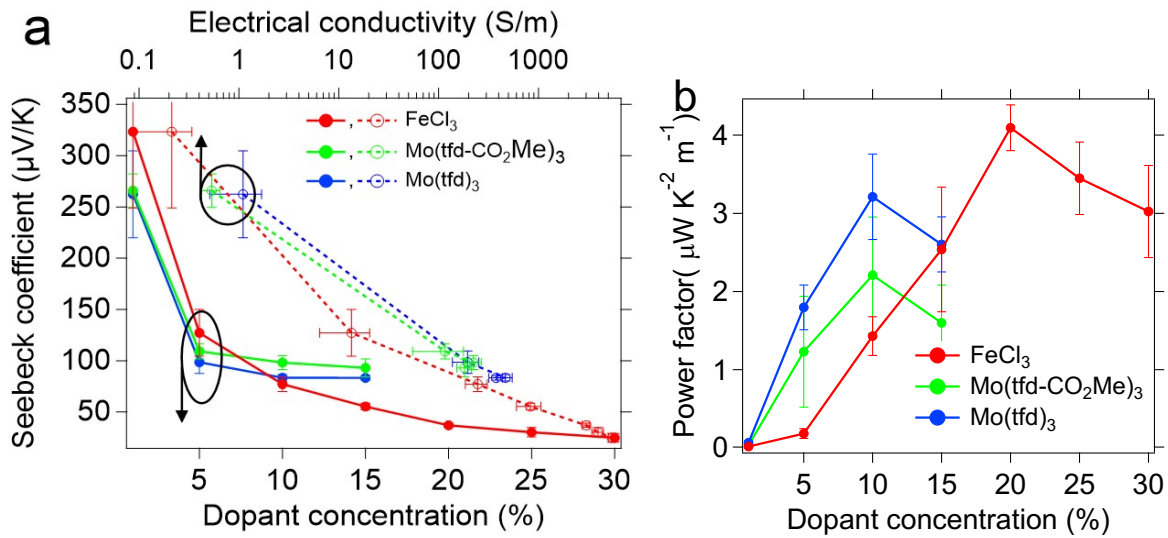 a
Electrical conductivity (S/m)
0.1 1 10 100 1000
Seebeck coefficient (µV/K)
350
300
250
200
150
100
50
, FeCl3
, Mo(tfd-CO2Me)3
, Mo(tfd)3
5 10 15 20 25 30
Dopant concentration (%)
b
Power factor( µW K-2 m-1)
4
3
2
1
0
FeCl3
Mo(tfd-CO2Me)3
Mo(tfd)3
5 10 15 20 25 30
Dopant concentration (%)